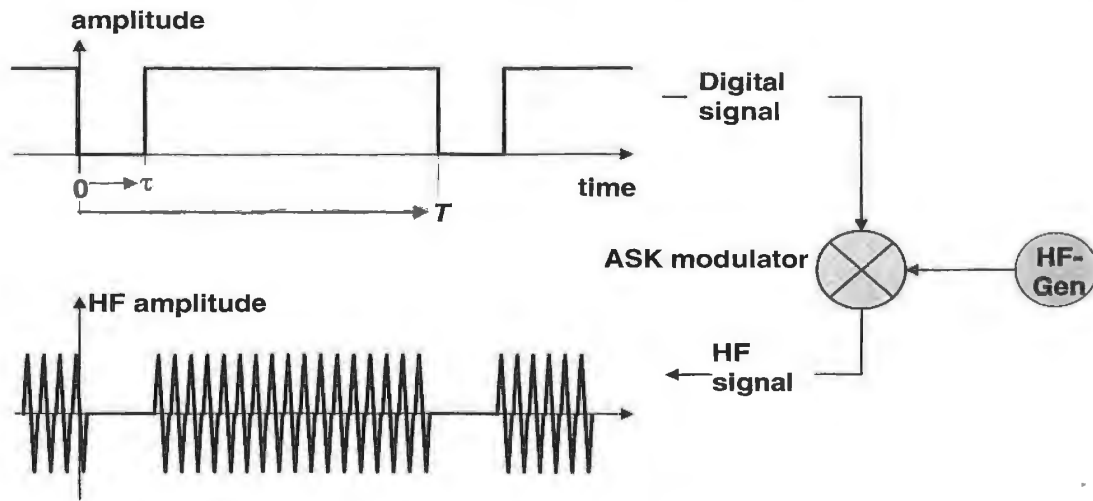 amplitude
Digital
signal
0
τ
time
T
ASK modulator
HF-
Gen
HF amplitude
HF
signal